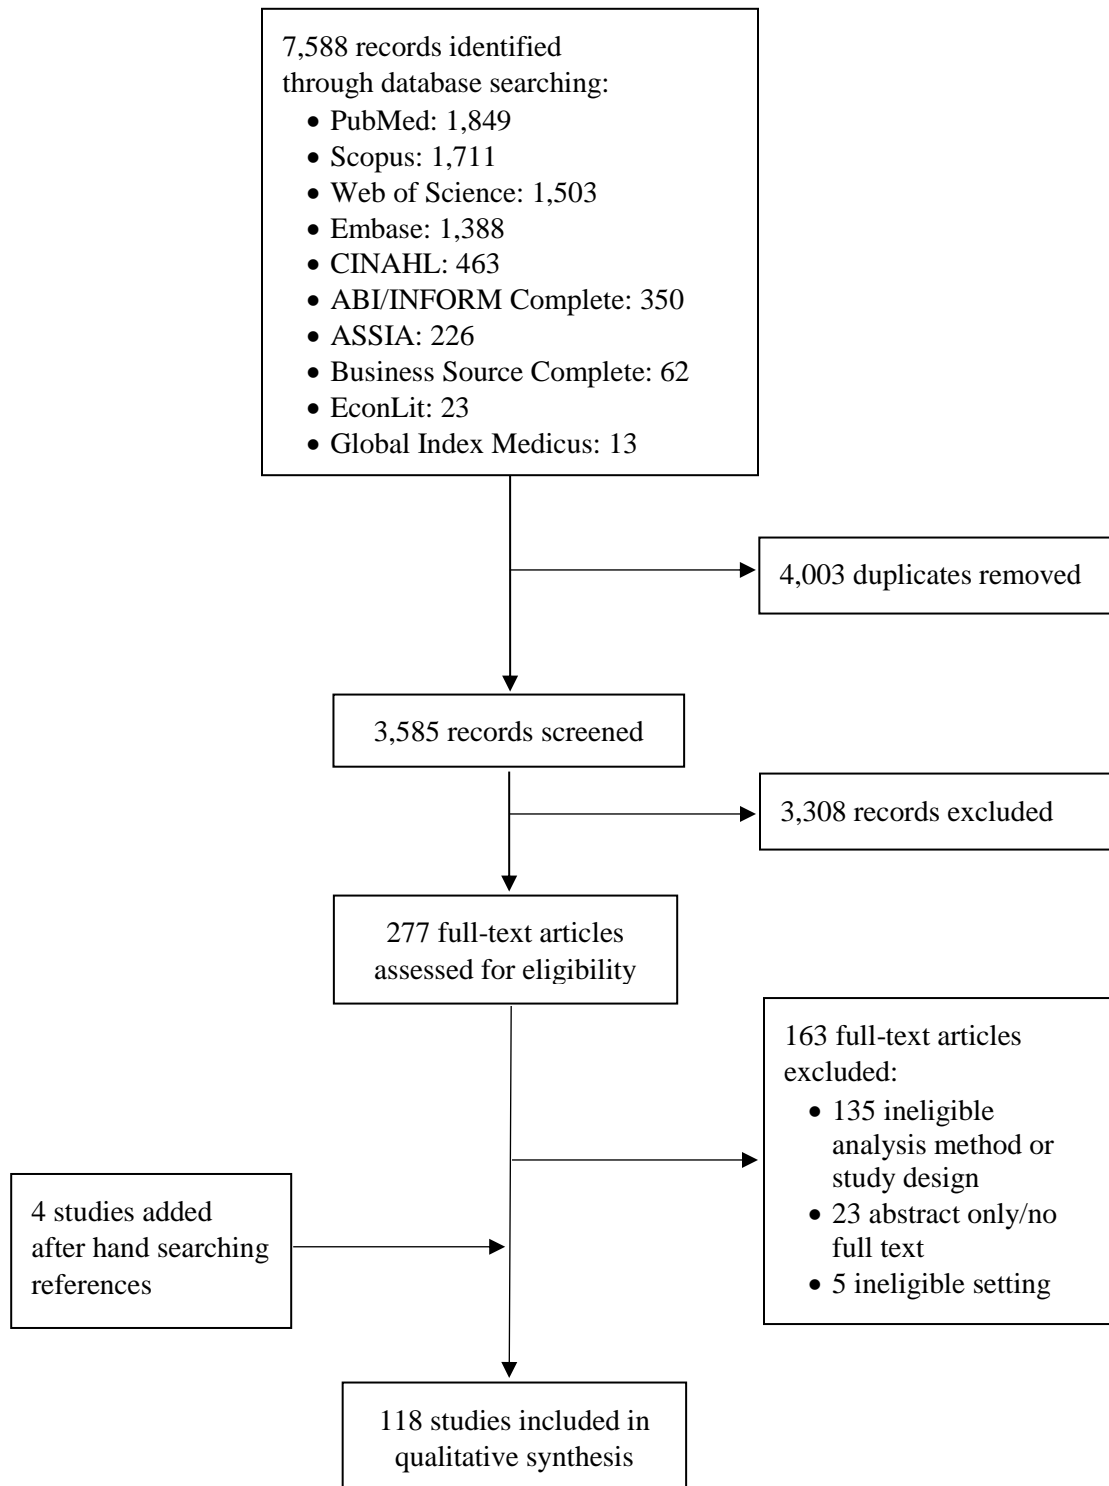 7,588 records identified
through database searching:
• PubMed: 1,849
• Scopus: 1,711
• Web of Science: 1,503
• Embase: 1,388
• CINAHL: 463
• ABI/INFORM Complete: 350
• ASSIA: 226
• Business Source Complete: 62
• EconLit: 23
• Global Index Medicus: 13
4,003 duplicates removed
3,585 records screened
3,308 records excluded
277 full-text articles
assessed for eligibility
163 full-text articles
excluded:
• 135 ineligible
analysis method or
study design
• 23 abstract only/no
full text
• 5 ineligible setting
4 studies added
after hand searching
references
118 studies included in
qualitative synthesis